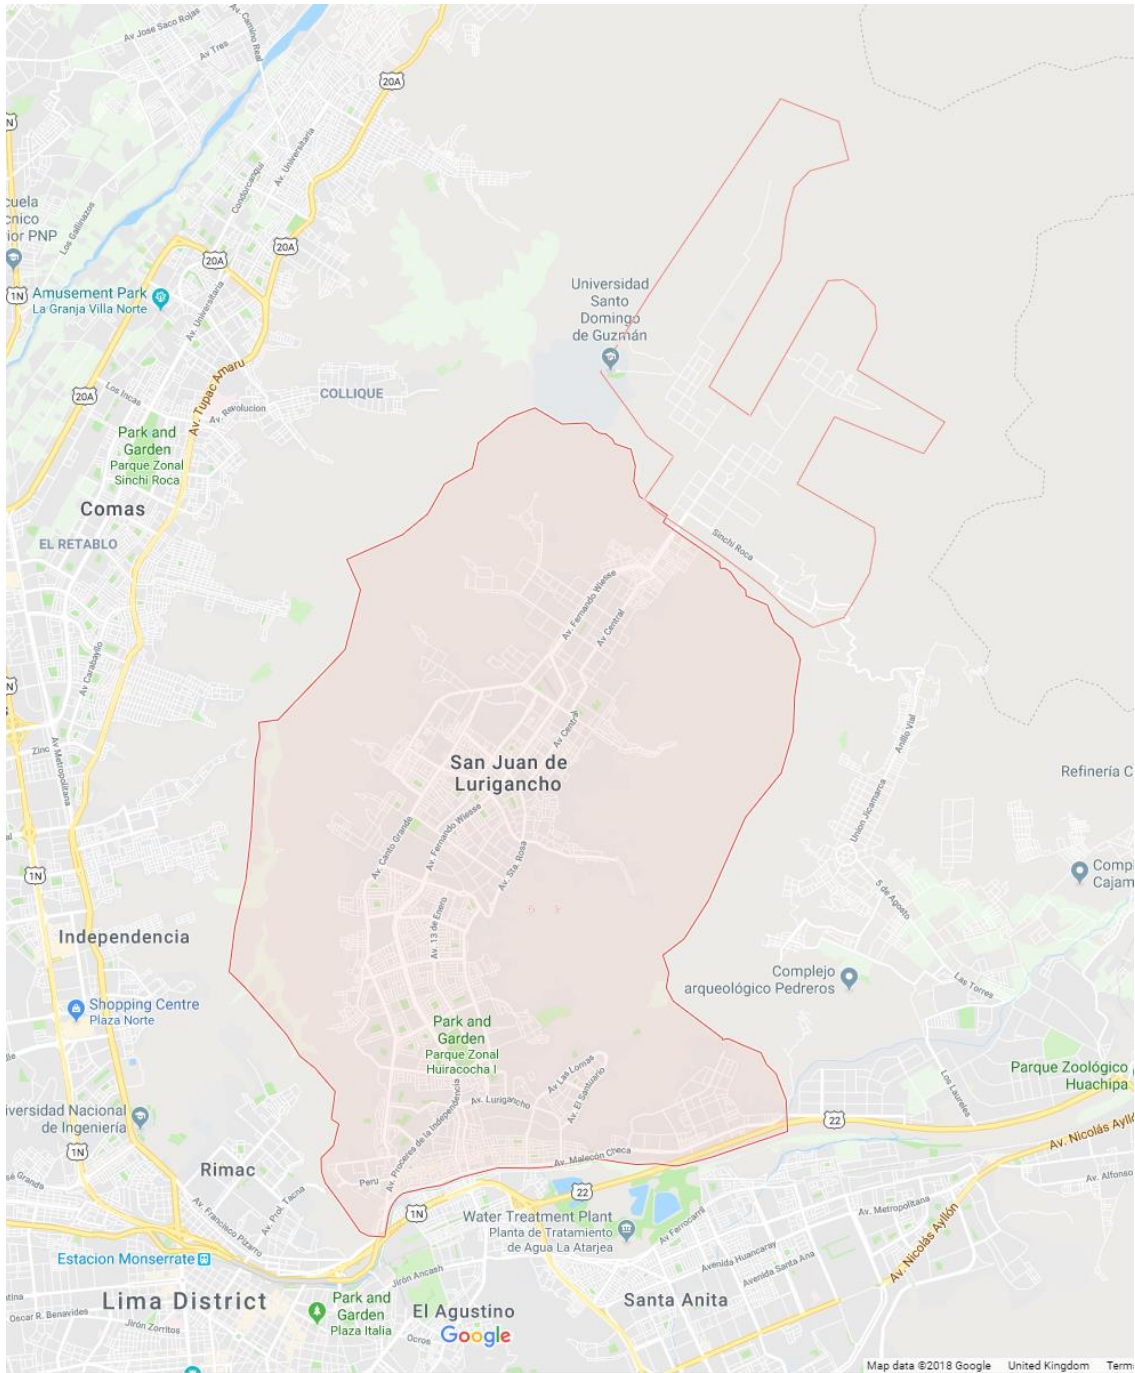 Av Jose Saco Rojas
Av. Camino Real
Av Tres
20A
Av. Universitaria
Condorcanqui
Los Gallinazos
ior PNP
20A
20A
1N
Amusement Park
La Granja Villa Norte
Av. Universitaria
Universidad
Santo
Domingo
de Guzmán
Av. Tupac Amaru
COLLIQUE
Los Incas
20A
Av. Revolucion
Park and
Garden
Parque Zonal
Sinchi Roca
Comas
EL RETABLO
Sinchi Roca
Av. Fernando Wiesse
Av Central
Av Carabayllo
Av Central
Anillo Vial
Zinc
Av Metropolitana
San Juan de
Lurigancho
Refinería C
Union Jicamarca
Av. Canto Grande
Av. Fernando Wiesse
Av. Sta. Rosa
1N
Compl
Cajam
5 de Agosto
Av. 13 de Enero
Independencia
Complejo
arqueológico Pedreros
Las Torres
Shopping Centre
Plaza Norte
Park and
Garden
Parque Zonal
Huiracocha I
Av Las Lomas
Av. El Santuario
Parque Zoológico
Huachipa
Los Laureles
Av. Lurigancho
Av. Proceres de la Independencia
iversidad Nacional
de Ingeniería
22
Av. Nicolás Aylló
1N
Av. Malecón Checa
Rimac
Peru
Av. Alfonso
22
Av. Prol. Tacna
Av. Francisco Pizarro
1N
Water Treatment Plant
Planta de Tratamiento
de Agua La Atarjea
Av Ferrocarril
Av. Metropolitana
Avenida Huancaray
Avenida Santa Ana
Av. Nicolás Ayllón
Estacion Monserrate
Jirón Ancash
Lima District
Park and
Garden
Plaza Italia
El Agustino
Santa Anita
Oscar R. Benavides
Jirón Zorritos
Ocros
Google
Map data ©2018 Google
United Kingdom
Term